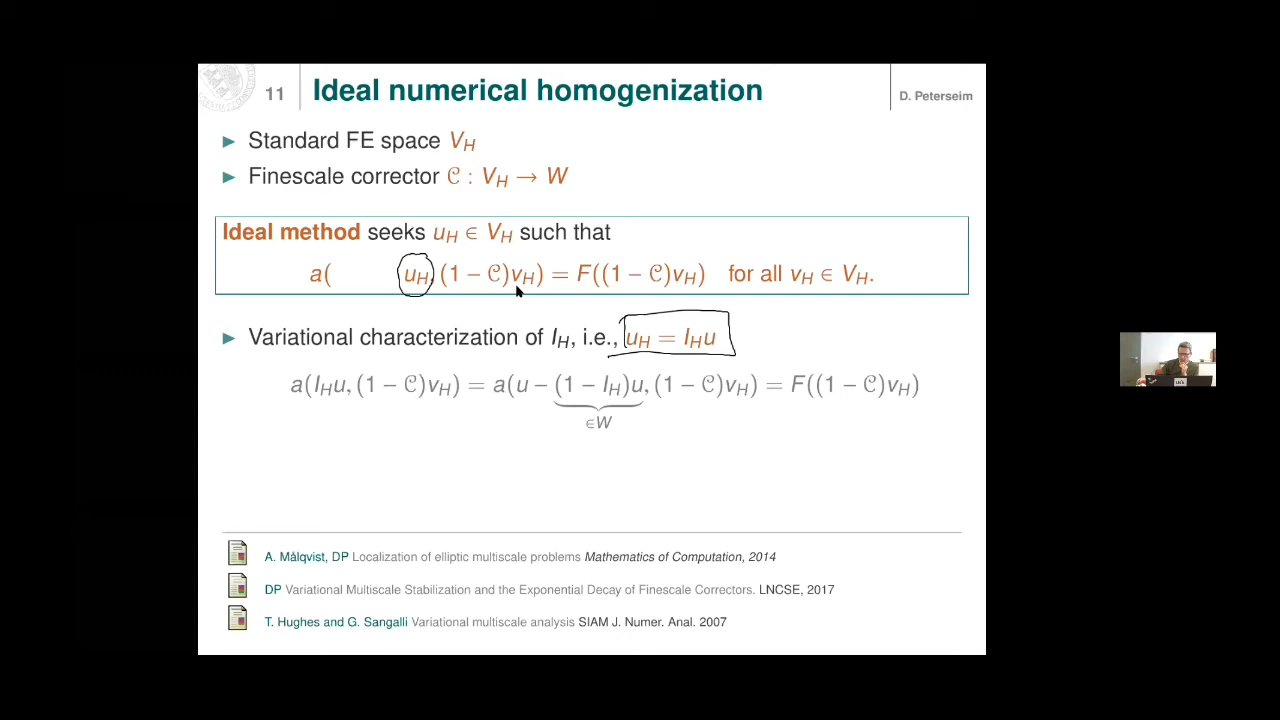 11 Ideal numerical homogenization D. Peterseim
► Standard FE space V_H
► Finescale corrector 𝒞 : V_H → W
Ideal method seeks u_H ∈ V_H such that
a( u_H, (1 − 𝒞)v_H) = F((1 − 𝒞)v_H) for all v_H ∈ V_H.
► Variational characterization of I_H, i.e., u_H = I_H u
a(I_H u, (1 − 𝒞)v_H) = a(u − (1 − I_H)u, (1 − 𝒞)v_H) = F((1 − 𝒞)v_H)
∈W
A. Målqvist, DP Localization of elliptic multiscale problems Mathematics of Computation, 2014
DP Variational Multiscale Stabilization and the Exponential Decay of Finescale Correctors. LNCSE, 2017
T. Hughes and G. Sangalli Variational multiscale analysis SIAM J. Numer. Anal. 2007